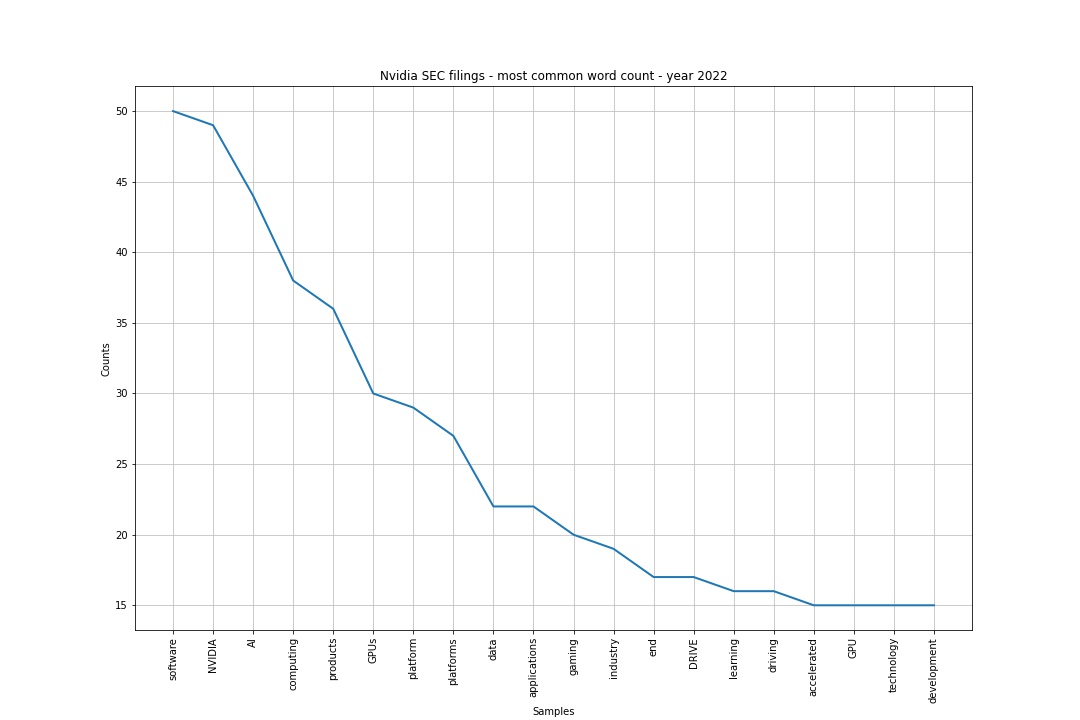 Nvidia SEC filings - most common word count - year 2022
50
45
40
35
30
25
20
15
Counts
software
NVIDIA
AI
computing
products
GPUs
platform
platforms
data
applications
gaming
industry
end
DRIVE
learning
driving
accelerated
GPU
technology
development
Samples